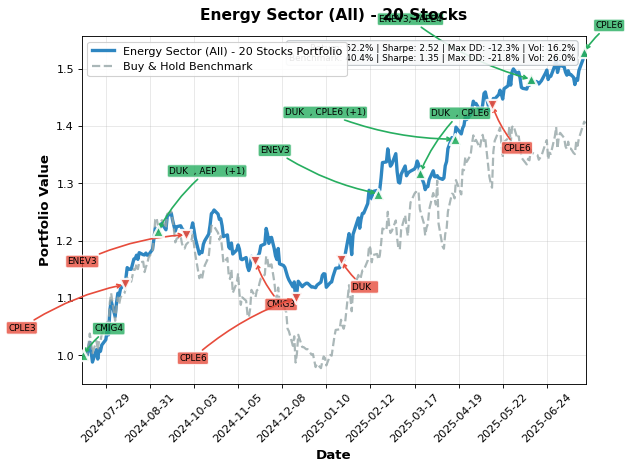 Energy Sector (All) - 20 Stocks
CPLE6
Energy Sector (All) - 20 Stocks Portfolio
Buy & Hold Benchmark
52.2% | Sharpe: 2.52 | Max DD: -12.3% | Vol: 16.2%
40.4% | Sharpe: 1.35 | Max DD: -21.8% | Vol: 26.0%
1.5
1.4
1.3
1.2
1.1
1.0
Portfolio Value
DUK , CPLE6 (+1)
DUK , CPLE6
ENEV3
CPLE6
DUK , AEP (+1)
ENEV3
DUK
CMIG3
CPLE3
CMIG4
CPLE6
2024-07-29
2024-08-31
2024-10-03
2024-11-05
2024-12-08
2025-01-10
2025-02-12
2025-03-17
2025-04-19
2025-05-22
2025-06-24
Date